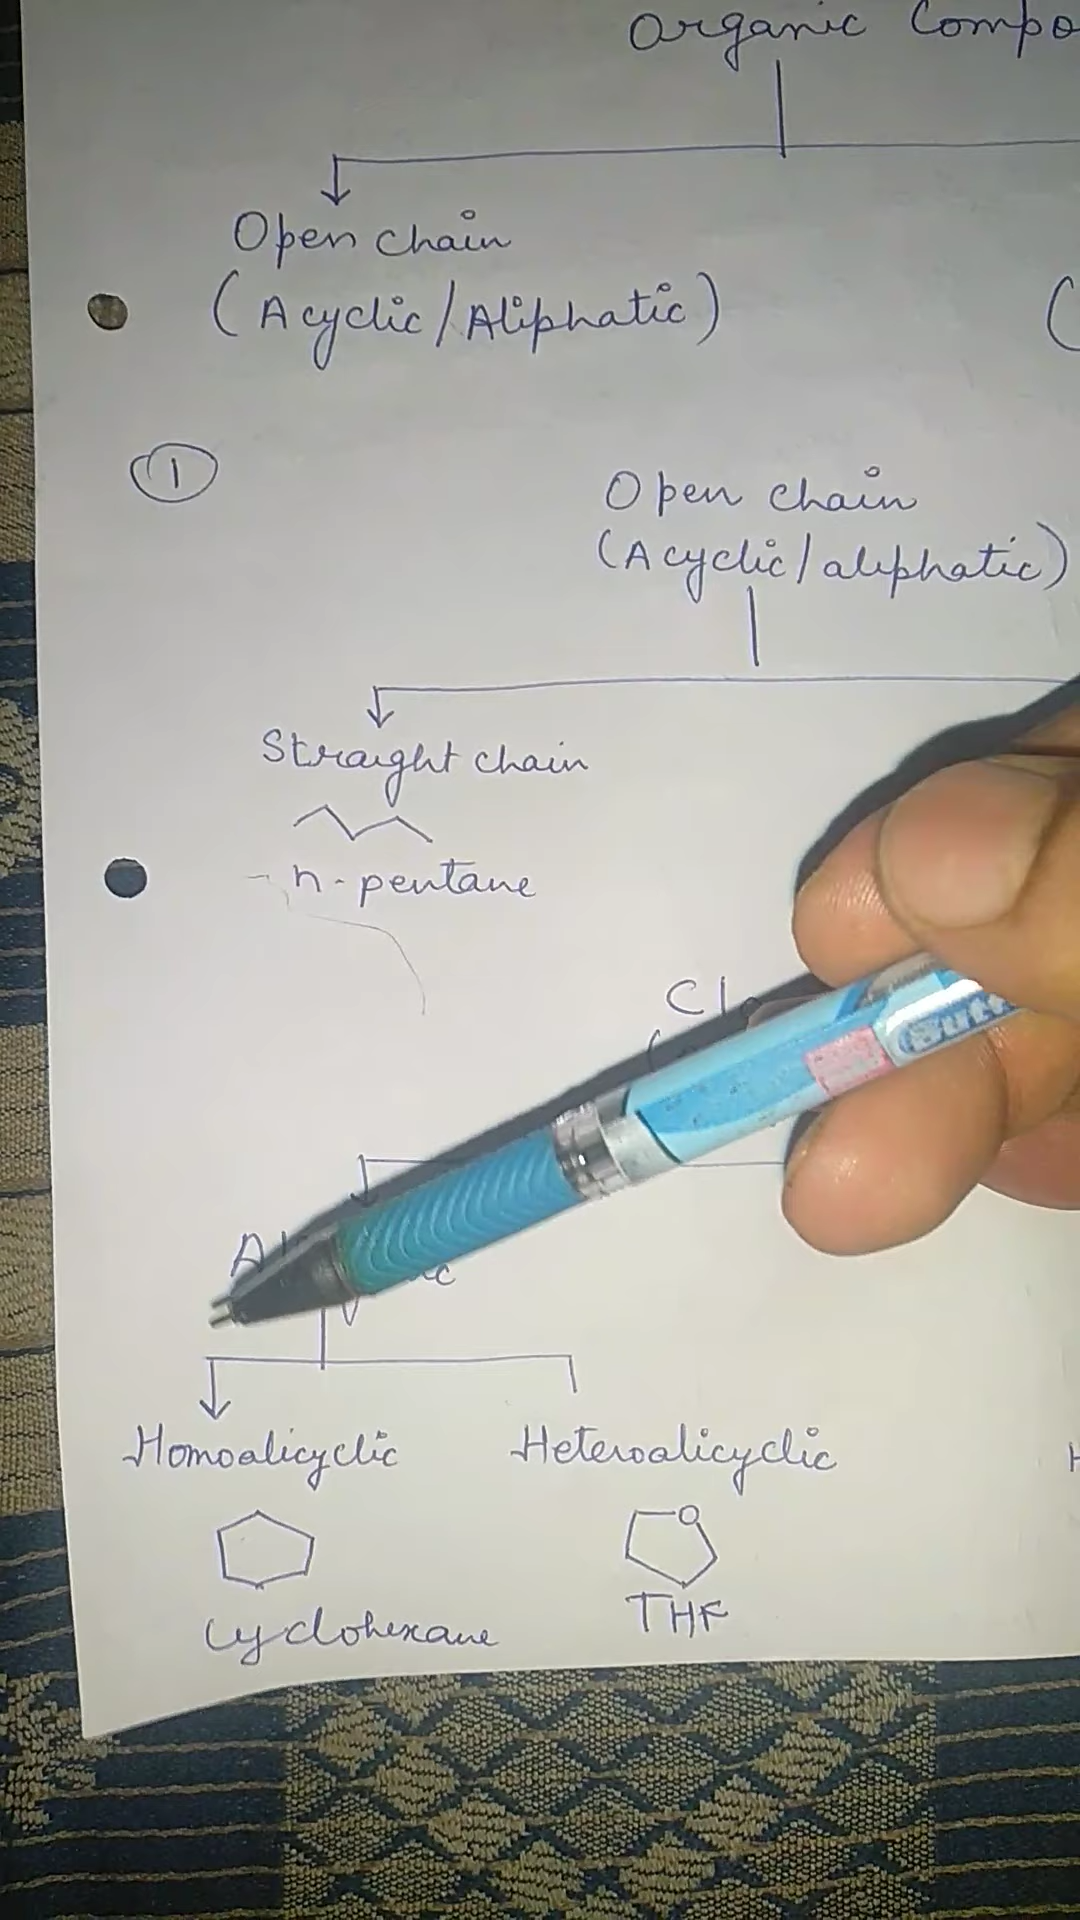 Organic Compo
Open chain
(Acyclic/Aliphatic)
(
1
Open chain
(Acyclic/aliphatic)
Straight chain
n-pentane
Homoalicyclic Heteroalicyclic
O
Cyclohexane THF